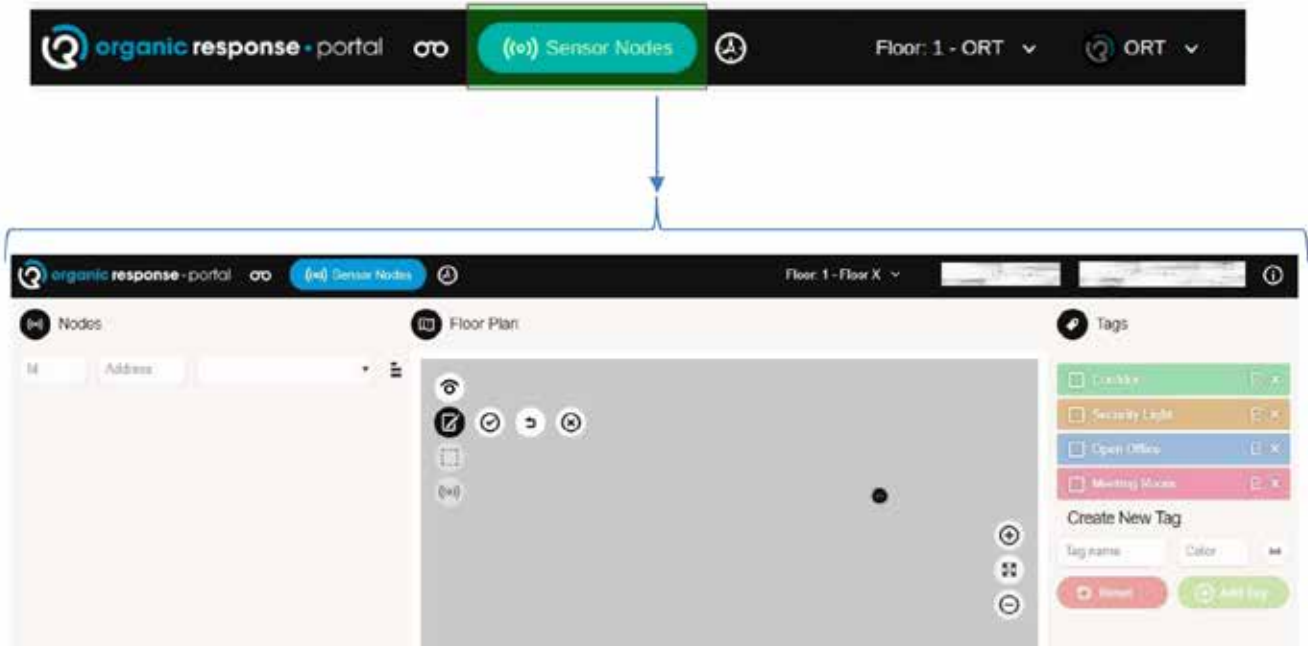 organic response • portal Sensor Nodes Floor: 1 - ORT ORT
organic response • portal Sensor Nodes Floor: 1 - Floor X
Nodes Floor Plan Tags
Id Address
Corridor
Security Light
Open Office
Meeting Room
Create New Tag
Tag name Color
Reset Add Tag